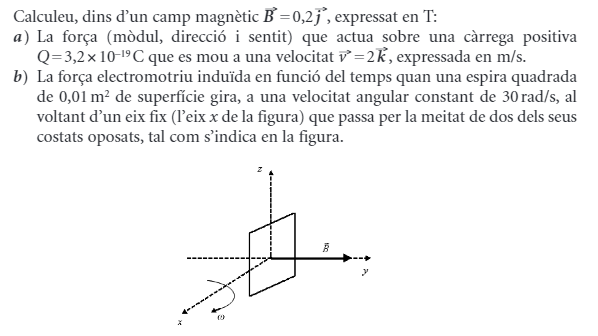 Calculeu, dins d’un camp magnètic B⃗ = 0,2 j⃗, expressat en T:
a) La força (mòdul, direcció i sentit) que actua sobre una càrrega positiva
Q = 3,2 × 10⁻¹⁹ C que es mou a una velocitat v⃗ = 2 k⃗, expressada en m/s.
b) La força electromotriu induïda en funció del temps quan una espira quadrada
de 0,01 m² de superfície gira, a una velocitat angular constant de 30 rad/s, al
voltant d’un eix fix (l’eix x de la figura) que passa per la meitat de dos dels seus
costats oposats, tal com s’indica en la figura.
z
B⃗
y
ω
x